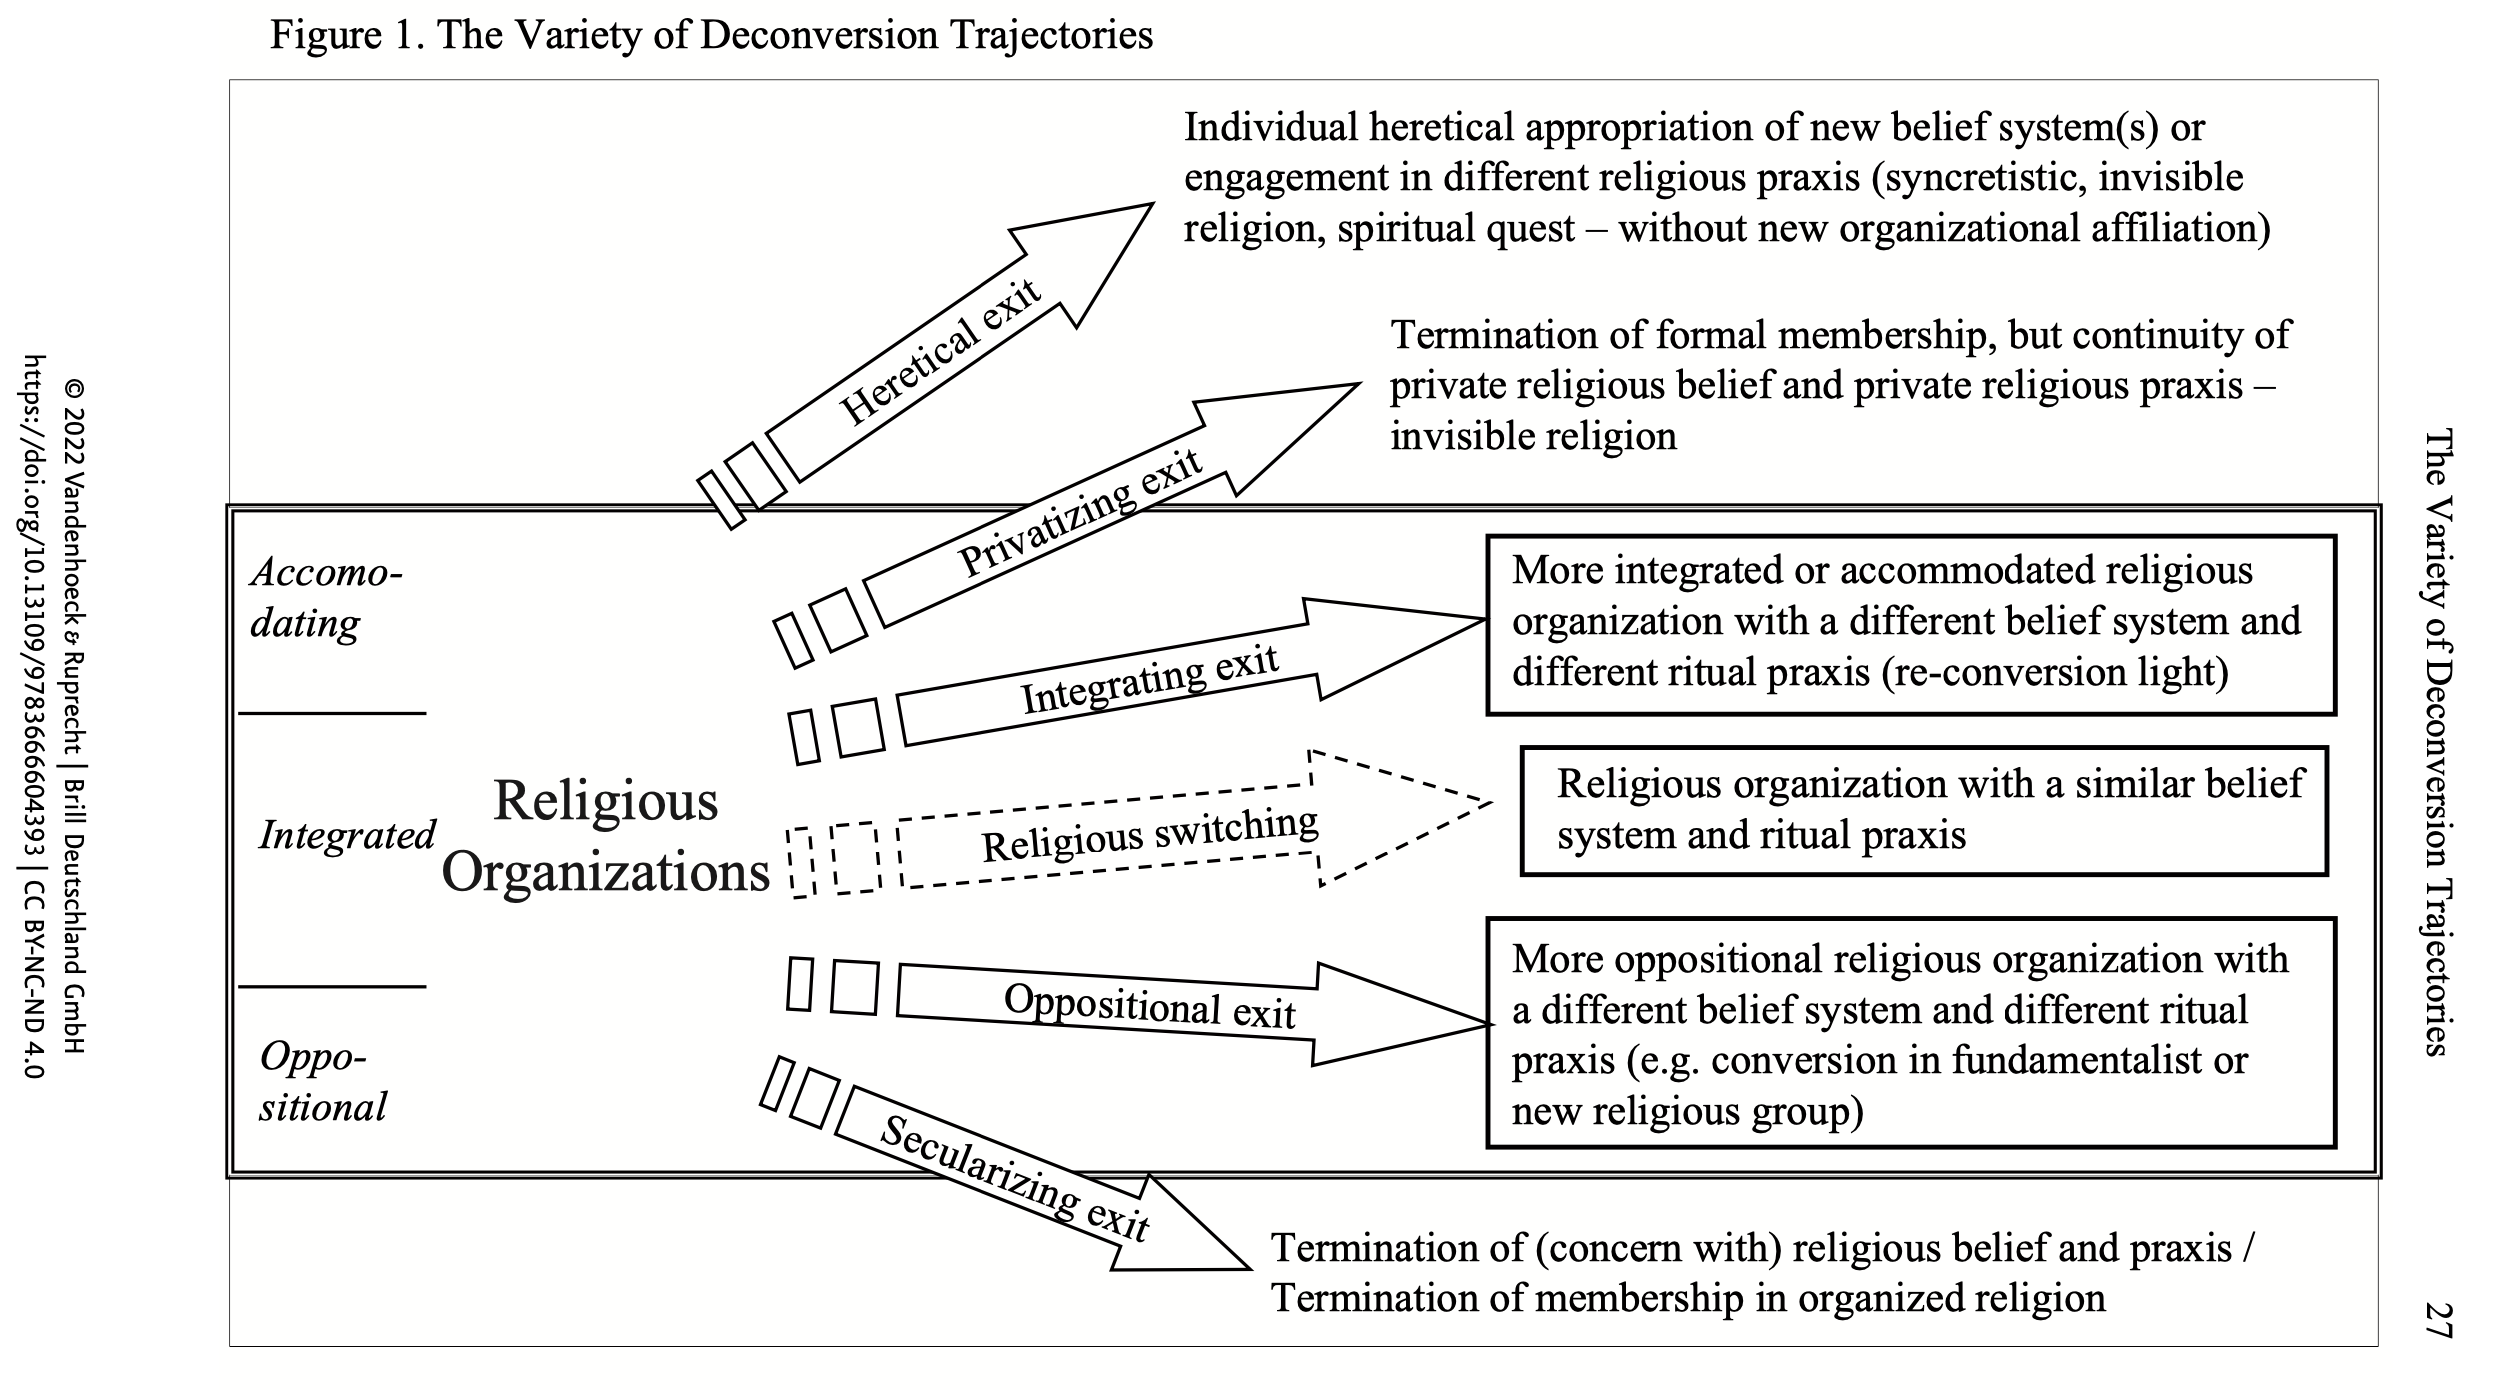 Figure 1. The Variety of Deconversion Trajectories
Individual heretical appropriation of new belief system(s) or
engagement in different religious praxis (syncretistic, invisible
religion, spiritual quest – without new organizational affiliation)
Heretical exit
Termination of formal membership, but continuity of
private religious belief and private religious praxis –
invisible religion
Privatizing exit
Accomo-
dating
More integrated or accommodated religious
organization with a different belief system and
different ritual praxis (re-conversion light)
Integrating exit
Integrated
Religious
Organizations
Religious switching
Religious organization with a similar belief
system and ritual praxis
Oppositional exit
More oppositional religious organization with
a different belief system and different ritual
praxis (e.g. conversion in fundamentalist or
new religious group)
Oppo-
sitional
Secularizing exit
Termination of (concern with) religious belief and praxis /
Termination of membership in organized religion
The Variety of Deconversion Trajectories
27
© 2022 Vandenhoeck & Ruprecht | Brill Deutschland GmbH
https://doi.org/10.13109/9783666604393 | CC BY-NC-ND 4.0